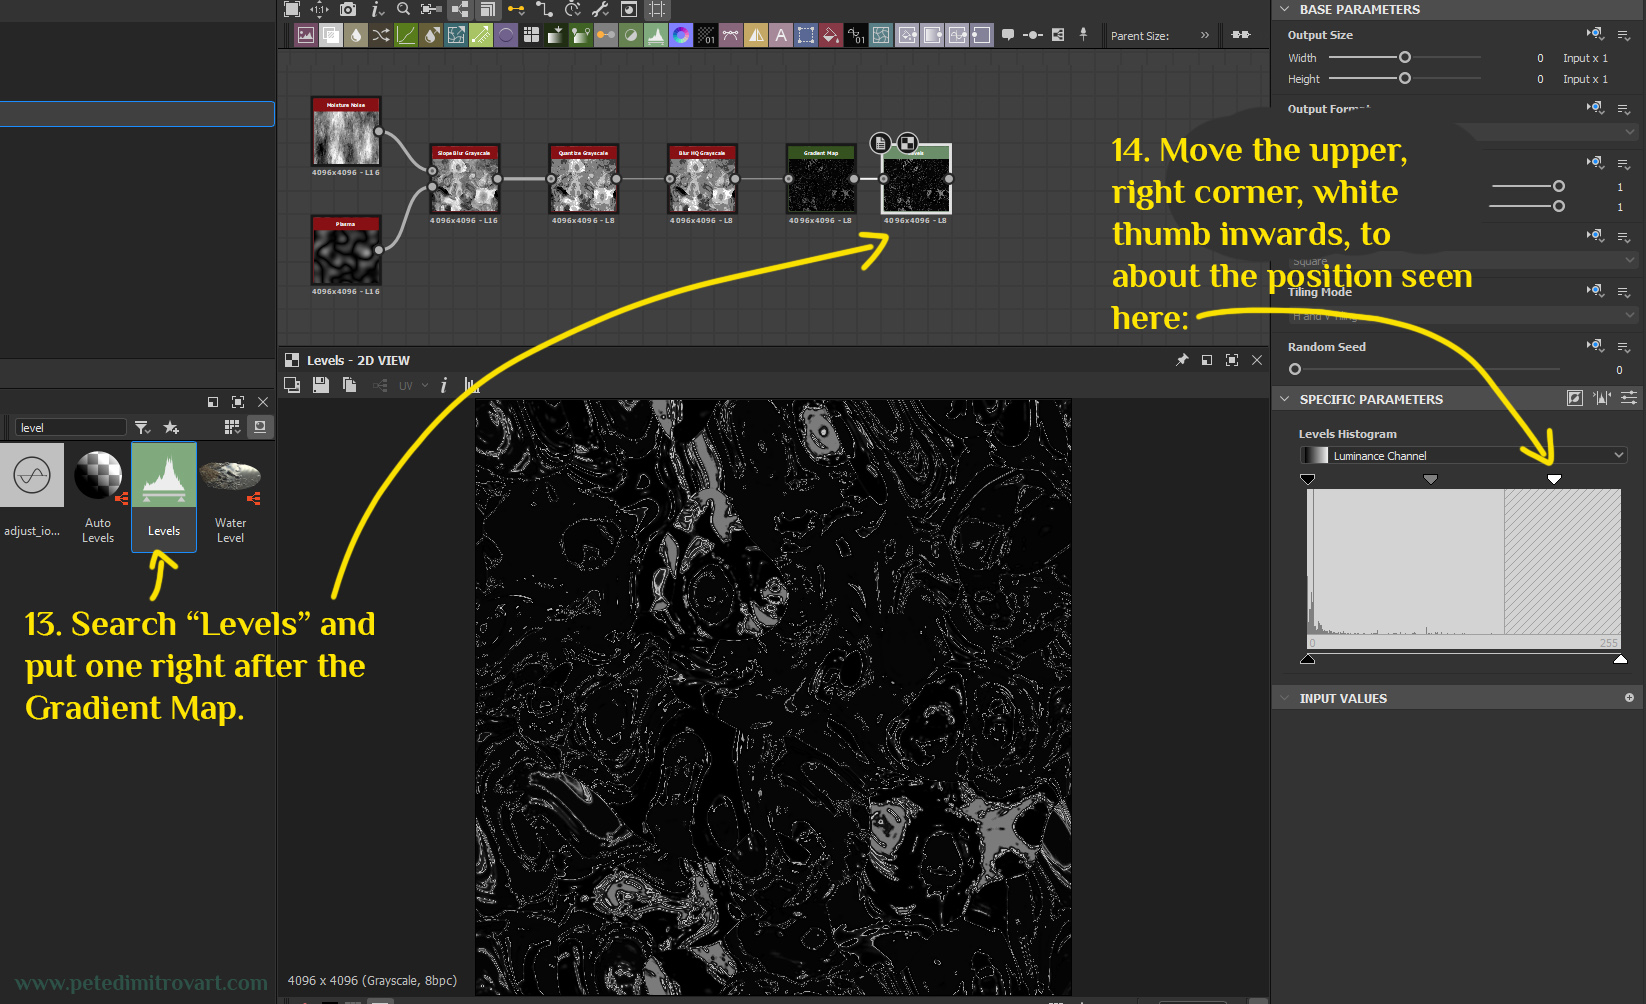 Parent Size:
Moisture Noise
4096x4096 - L16
Slope Blur Grayscale
4096x4096 - L16
Quantize Grayscale
4096x4096 - L8
Blur HQ Grayscale
4096x4096 - L8
Gradient Map
4096x4096 - L8
4096x4096 - L8
Plasma
4096x4096 - L16
BASE PARAMETERS
Output Size
Width 0 Input x 1
Height 0 Input x 1
Output Format
1
1
Square
Tiling Mode
H and V Tiling
Random Seed
0
14. Move the upper,
right corner, white
thumb inwards, to
about the position seen
here:
Levels - 2D VIEW
UV
level
adjust_io...
Auto
Levels
Levels
Water
Level
13. Search “Levels” and
put one right after the
Gradient Map.
SPECIFIC PARAMETERS
Levels Histogram
Luminance Channel
0 255
INPUT VALUES
4096 x 4096 (Grayscale, 8bpc)
www.petedimitrovart.com